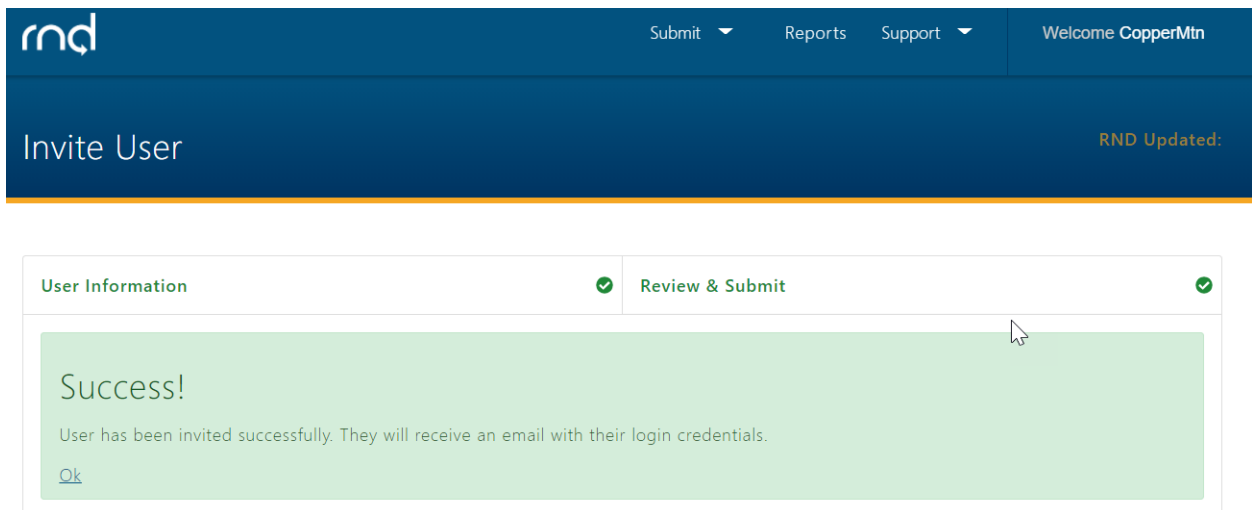 rnd
Submit Reports Support Welcome CopperMtn
Invite User
RND Updated:
User Information
Review & Submit
Success!
User has been invited successfully. They will receive an email with their login credentials.
Ok